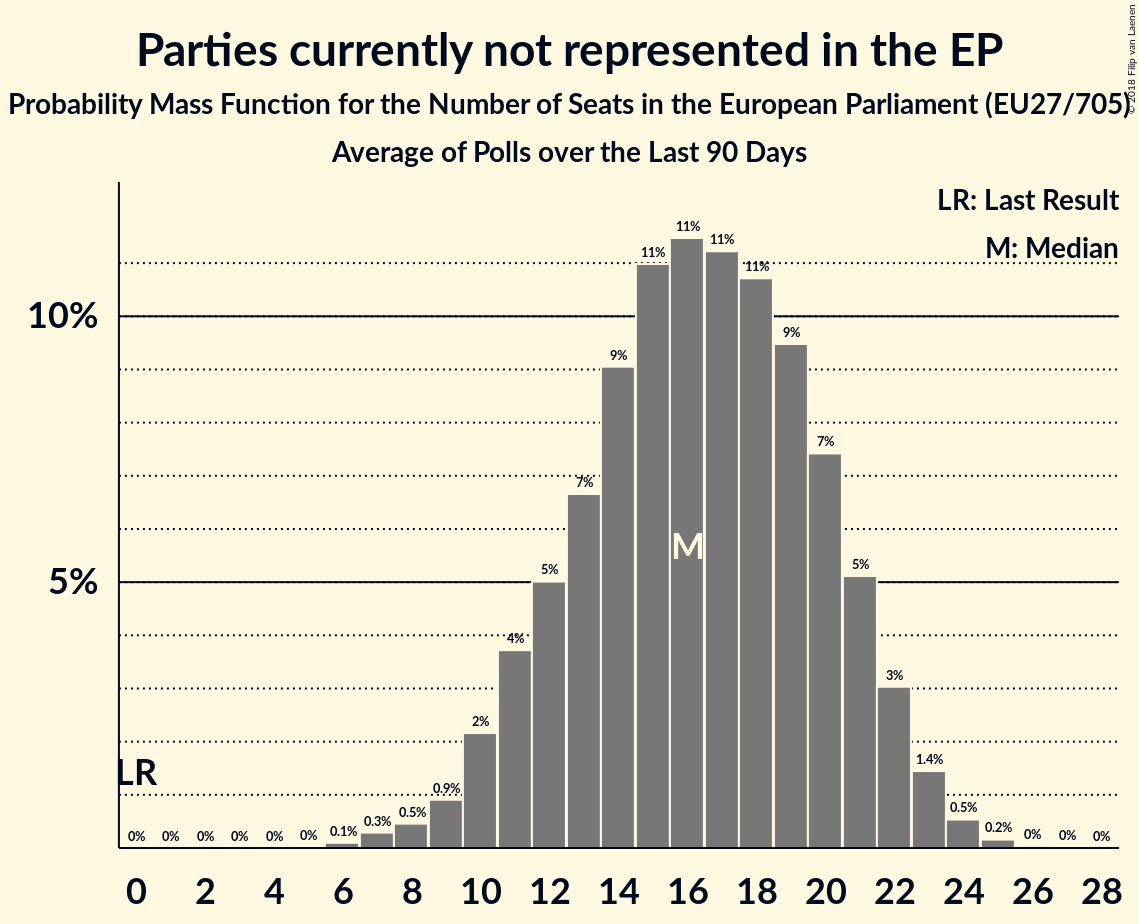 Parties currently not represented in the EP
Probability Mass Function for the Number of Seats in the European Parliament (EU27/705)
Average of Polls over the Last 90 Days
© 2018 Filip van Laenen
LR: Last Result
M: Median
10%
5%
LR
M
0% 0% 0% 0% 0% 0% 0.1% 0.3% 0.5% 0.9% 2% 4% 5% 7% 9% 11% 11% 11% 11% 9% 7% 5% 3% 1.4% 0.5% 0.2% 0% 0% 0%
0 2 4 6 8 10 12 14 16 18 20 22 24 26 28